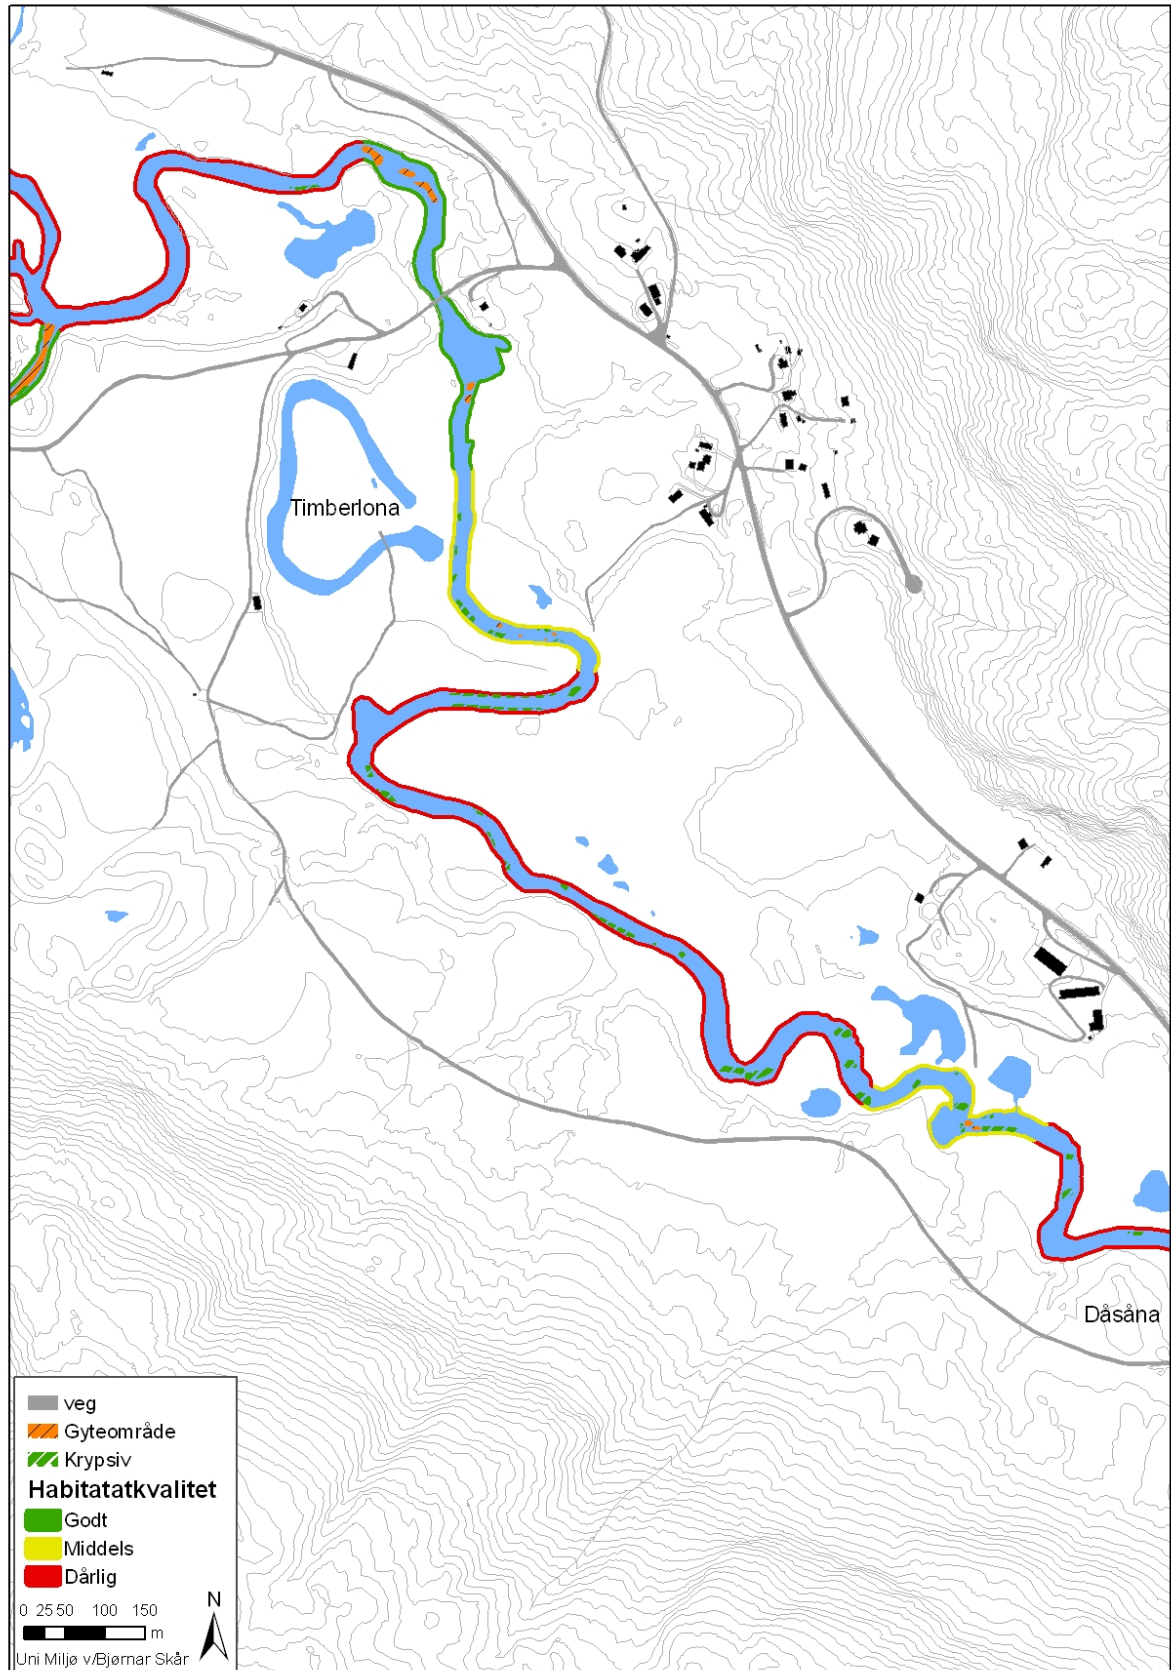 Timberlona
Dåsåna
veg
Gyteområde
Krypsiv
Habitatatkvalitet
Godt
Middels
Dårlig
N
0 25 50 100 150
m
Uni Miljø v/Bjørnar Skår